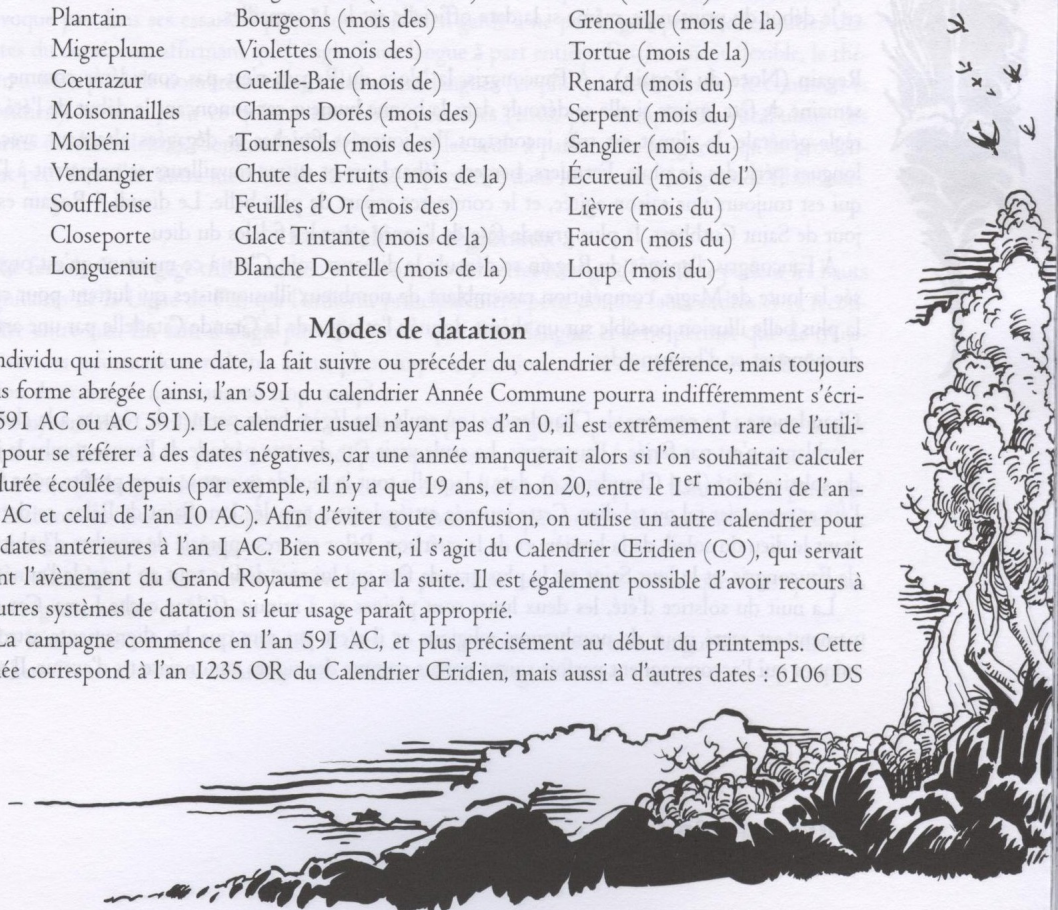 Plantain Bourgeons (mois des) Grenouille (mois de la)
Migreplume Violettes (mois des) Tortue (mois de la)
Cœurazur Cueille-Baie (mois de) Renard (mois du)
Moisonnailles Champs Dorés (mois des) Serpent (mois du)
Moibéni Tournesols (mois des) Sanglier (mois du )
Vendangier Chute des Fruits (mois de la) Écureuil (mois de l')
Soufflebise Feuilles d'Or (mois des) Lièvre (mois du)
Closeporte Glace Tintante (mois de la) Faucon (mois du)
Longuenuit Blanche Dentelle (mois de la) Loup (mois du)
Modes de datation
ndividu qui inscrit une date, la fait suivre ou précéder du calendrier de référence, mais toujours
s forme abrégée (ainsi, l'an 591 du calendrier Année Commune pourra indifféremment s'écri-
591 AC ou AC 591). Le calendrier usuel n'ayant pas d'an 0, il est extrêmement rare de l'utili-
pour se référer à des dates négatives, car une année manquerait alors si l'on souhaitait calculer
urée écoulée depuis (par exemple, il n'y a que 19 ans, et non 20, entre le 1er moibéni de l'an-
AC et celui de l'an 10 AC). Afin d'éviter toute confusion, on utilise un autre calendrier pour
dates antérieures à l'an 1 AC. Bien souvent, il s'agit du Calendrier Œridien (CO), qui servait
nt l'avènement du Grand Royaume et par la suite. Il est également possible d'avoir recours à
utres systèmes de datation si leur usage paraît approprié.
La campagne commence en l'an 591 AC, et plus précisément au début du printemps. Cette
ée correspond à l'an 1235 OR du Calendrier Œridien, mais aussi à d'autres dates : 6106 DS